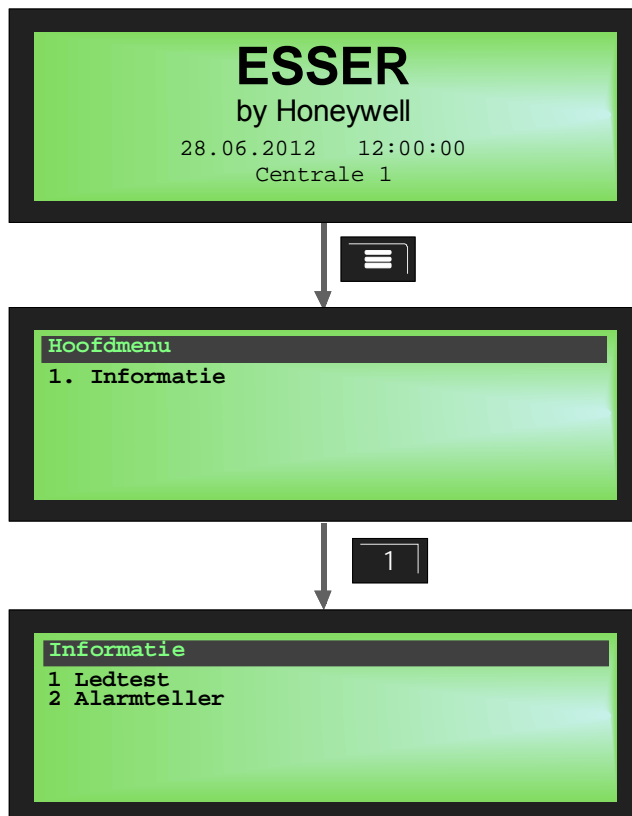 ESSER
by Honeywell
28.06.2012 12:00:00
Centrale 1
Hoofdmenu
1. Informatie
1
Informatie
1 Ledtest
2 Alarmteller